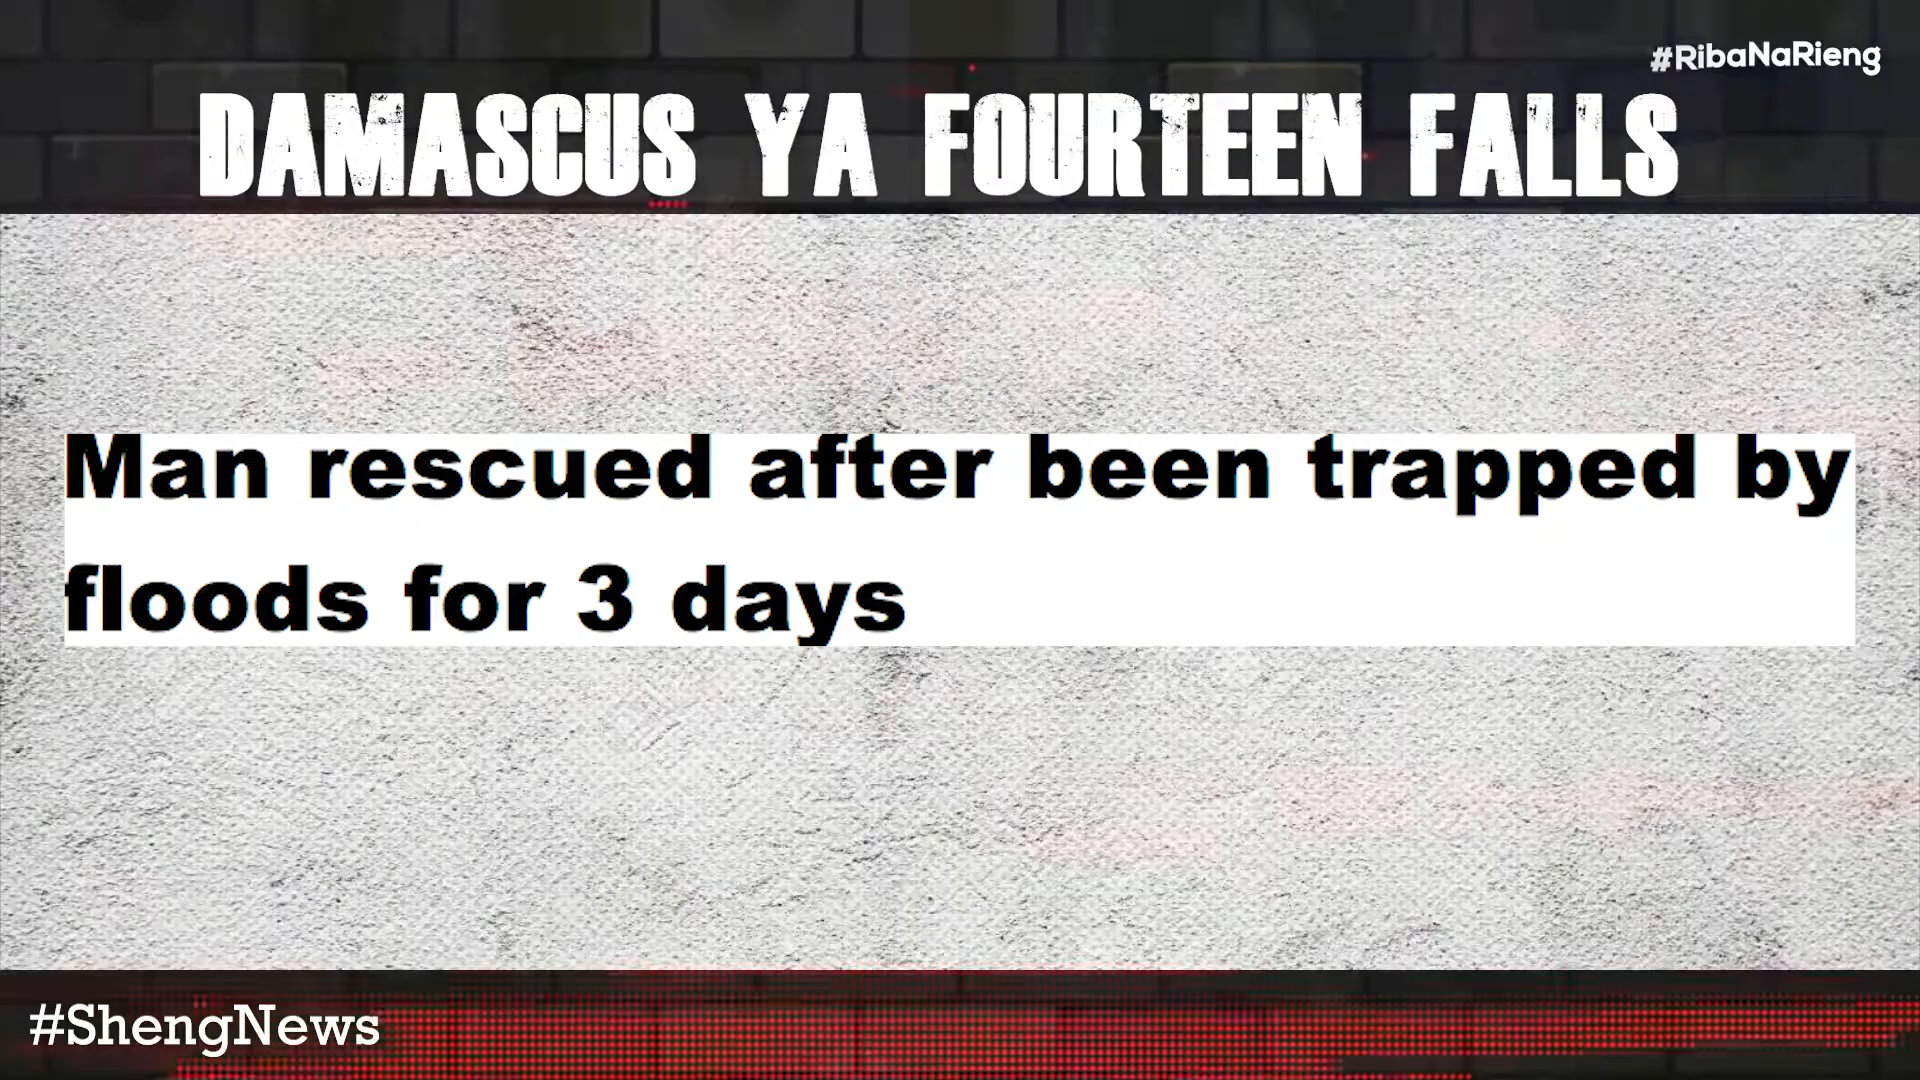 #RibaNaRieng
DAMASCUS YA FOURTEEN FALLS
Man rescued after been trapped by
floods for 3 days
#ShengNews